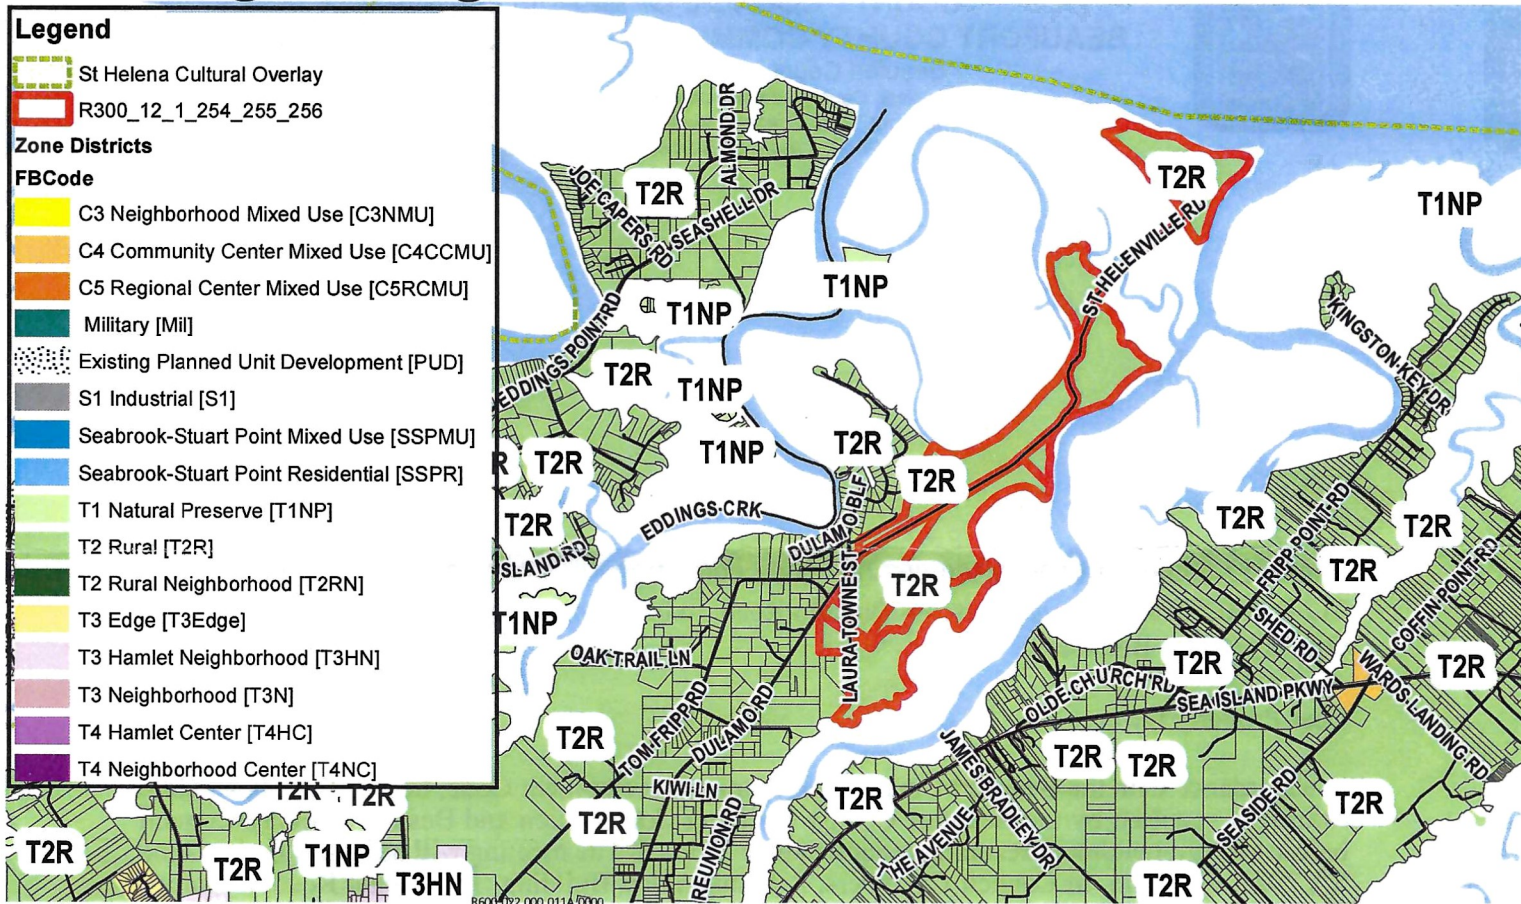 Legend
St Helena Cultural Overlay
R300_12_1_254_255_256
Zone Districts
FBCode
C3 Neighborhood Mixed Use [C3NMU]
C4 Community Center Mixed Use [C4CCMU]
C5 Regional Center Mixed Use [C5RCMU]
Military [Mil]
Existing Planned Unit Development [PUD]
S1 Industrial [S1]
Seabrook-Stuart Point Mixed Use [SSPMU]
Seabrook-Stuart Point Residential [SSPR]
T1 Natural Preserve [T1NP]
T2 Rural [T2R]
T2 Rural Neighborhood [T2RN]
T3 Edge [T3Edge]
T3 Hamlet Neighborhood [T3HN]
T3 Neighborhood [T3N]
T4 Hamlet Center [T4HC]
T4 Neighborhood Center [T4NC]
ALMOND DR
JOE CAPERS RD
T2R
SEASHELL DR
T2R
ST HELENVILLE RD
T1NP
T1NP
T1NP
EDDINGS POINT RD
KINGSTON KEY DR
T2R
T1NP
T1NP
T2R
T2R
R
T2R
T2R
EDDINGS CRK
DULAMO BLF
ISLAND RD
T2R
T2R
FRIPP POINT RD
T2R
COFFIN POINT RD
T2R
T1NP
LAURA TOWNE ST
OAK TRAIL LN
SHED RD
T2R
T2R
WARDS LANDING RD
OLDE CHURCH RD
SEA ISLAND PKWY
TOM FRIPP RD
DULAMO RD
T2R
JAMES BRADLEY DR
T2R
T2R
KIWI LN
T2R
T2R
T2R
T2R
T2R
SEASIDE RD
REUNION RD
THE AVENUE
T2R
T2R
T1NP
T3HN
T2R
R600 022 000 0114 0000